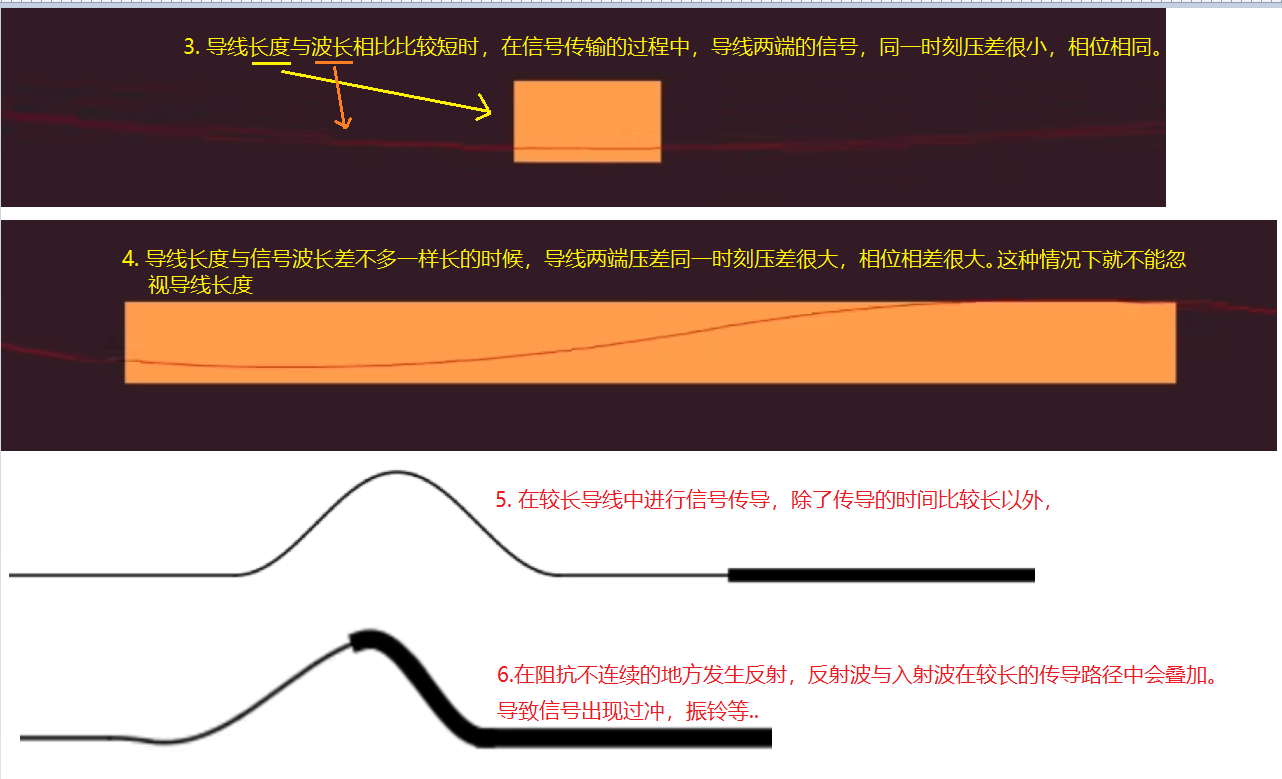 3. 导线长度与波长相比比较短时，在信号传输的过程中，导线两端的信号，同一时刻压差很小，相位相同。
4. 导线长度与信号波长差不多一样长的时候，导线两端压差同一时刻压差很大，相位相差很大。这种情况下就不能忽
视导线长度
5. 在较长导线中进行信号传导，除了传导的时间比较长以外，
6.在阻抗不连续的地方发生反射，反射波与入射波在较长的传导路径中会叠加。
导致信号出现过冲，振铃等..